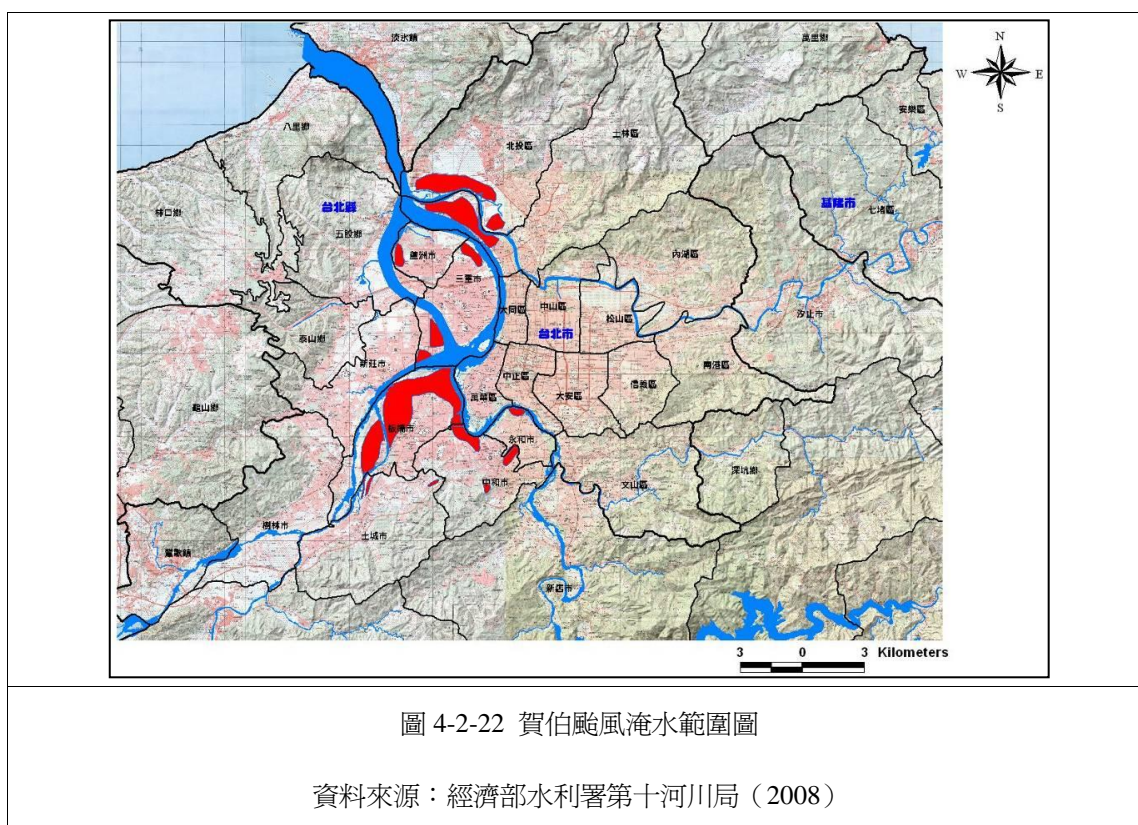 淡水鎮
萬里鄉
N
W E
S
安樂區
八里鄉
北投區
士林區
林口鄉
台北縣
基隆市
七堵區
五股鄉
蘆洲市
內湖區
三重市
大同區
中山區
松山區
汐止市
台北市
泰山鄉
新莊市
中正區
南港區
信義區
大安區
萬華區
龜山鄉
板橋市
永和市
深坑鄉
中和市
文山區
樹林市
土城市
鶯歌鎮
新店市
3 0 3 Kilometers
圖 4-2-22 賀伯颱風淹水範圍圖
資料來源：經濟部水利署第十河川局（2008）